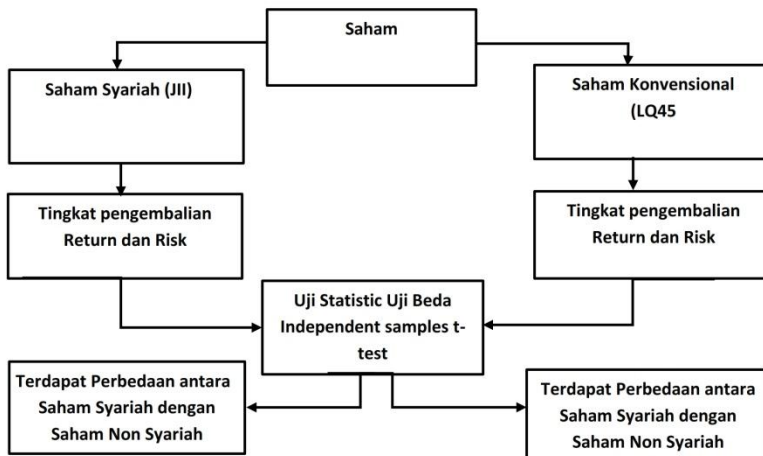 Saham
Saham Syariah (JII)
Saham Konvensional
(LQ45
Tingkat pengembalian
Return dan Risk
Tingkat pengembalian
Return dan Risk
Uji Statistic Uji Beda
Independent samples t-
test
Terdapat Perbedaan antara
Saham Syariah dengan
Saham Non Syariah
Terdapat Perbedaan antara
Saham Syariah dengan
Saham Non Syariah